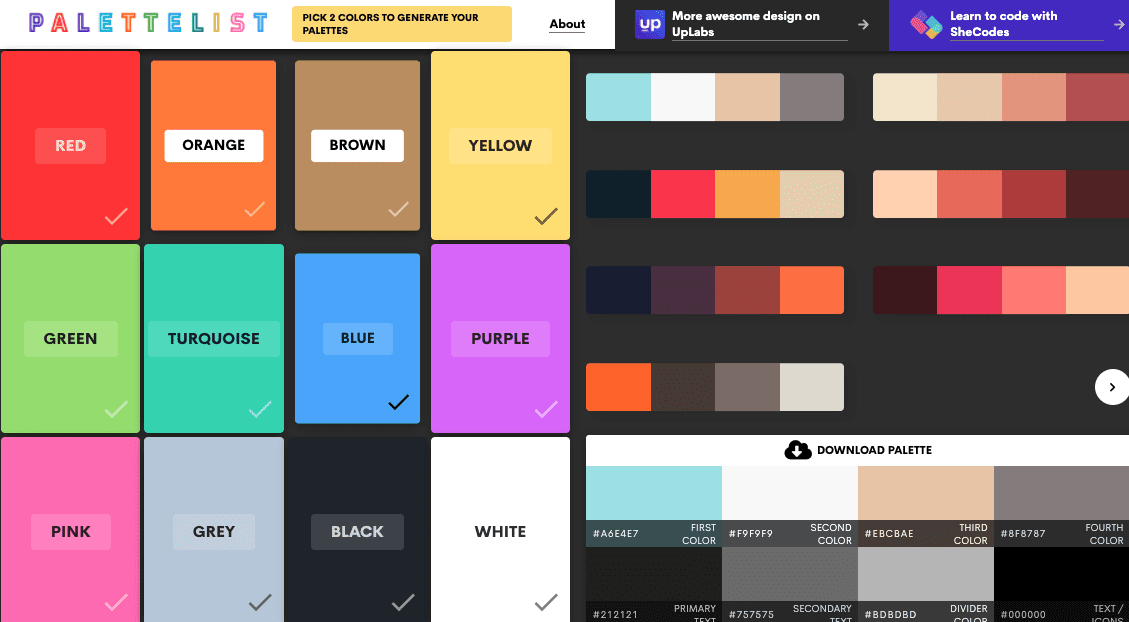 PALETTELIST
PICK 2 COLORS TO GENERATE YOUR
PALETTES
About
up
More awesome design on
UpLabs
Learn to code with
SheCodes
RED
ORANGE
BROWN
YELLOW
GREEN
TURQUOISE
BLUE
PURPLE
PINK
GREY
BLACK
WHITE
DOWNLOAD PALETTE
#A6E4E7
FIRST
COLOR
#F9F9F9
SECOND
COLOR
#EBCBAE
THIRD
COLOR
#8F8787
FOURTH
COLOR
#212121
PRIMARY
TEXT
#757575
SECONDARY
TEXT
#BDBDBD
DIVIDER
COLOR
#000000
TEXT /
ICONS